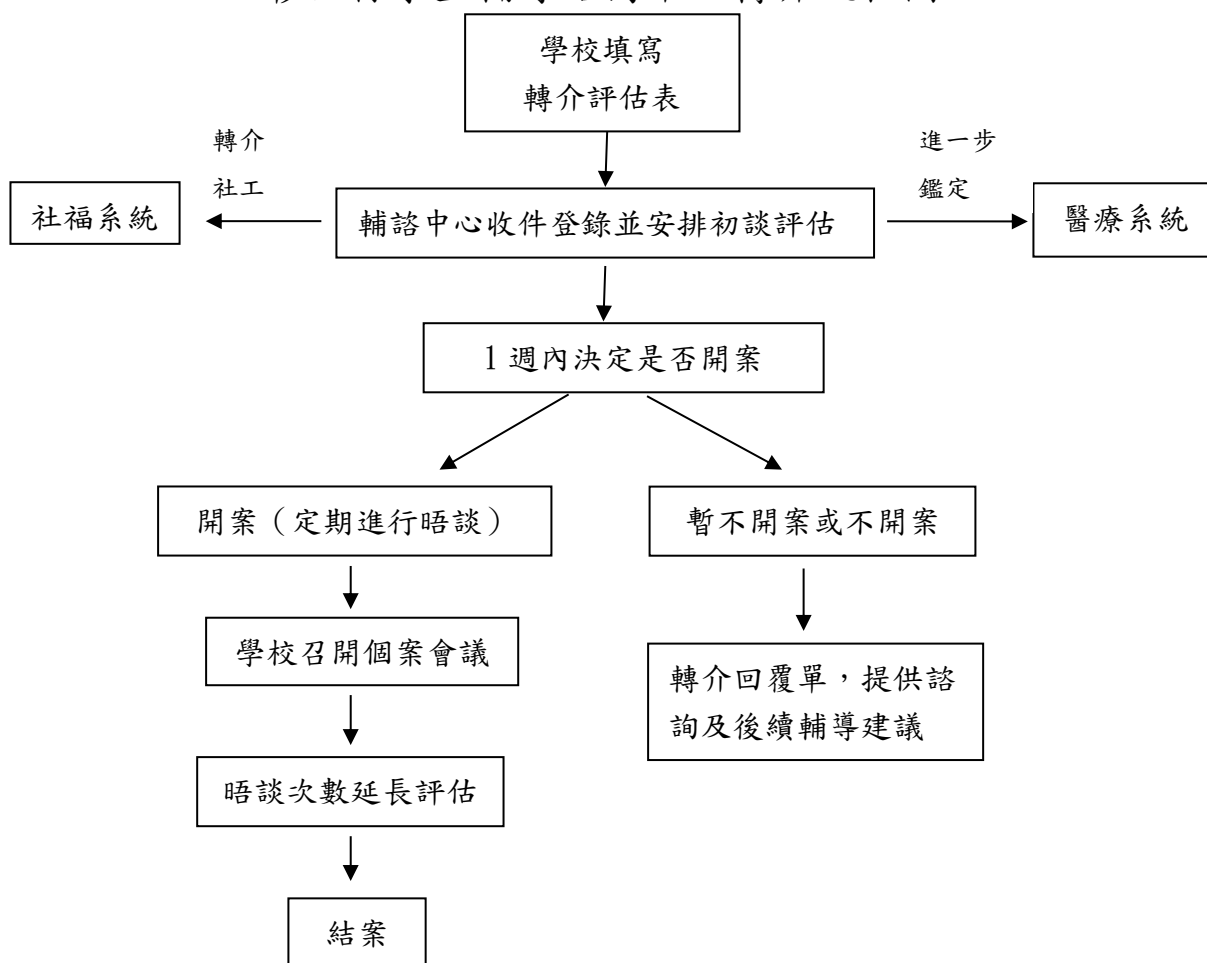 學校填寫
轉介評估表
轉介
社工
進一步
鑑定
社福系統
輔諮中心收件登錄並安排初談評估
醫療系統
1 週內決定是否開案
開案（定期進行晤談）
暫不開案或不開案
學校召開個案會議
轉介回覆單，提供諮
詢及後續輔導建議
晤談次數延長評估
結案